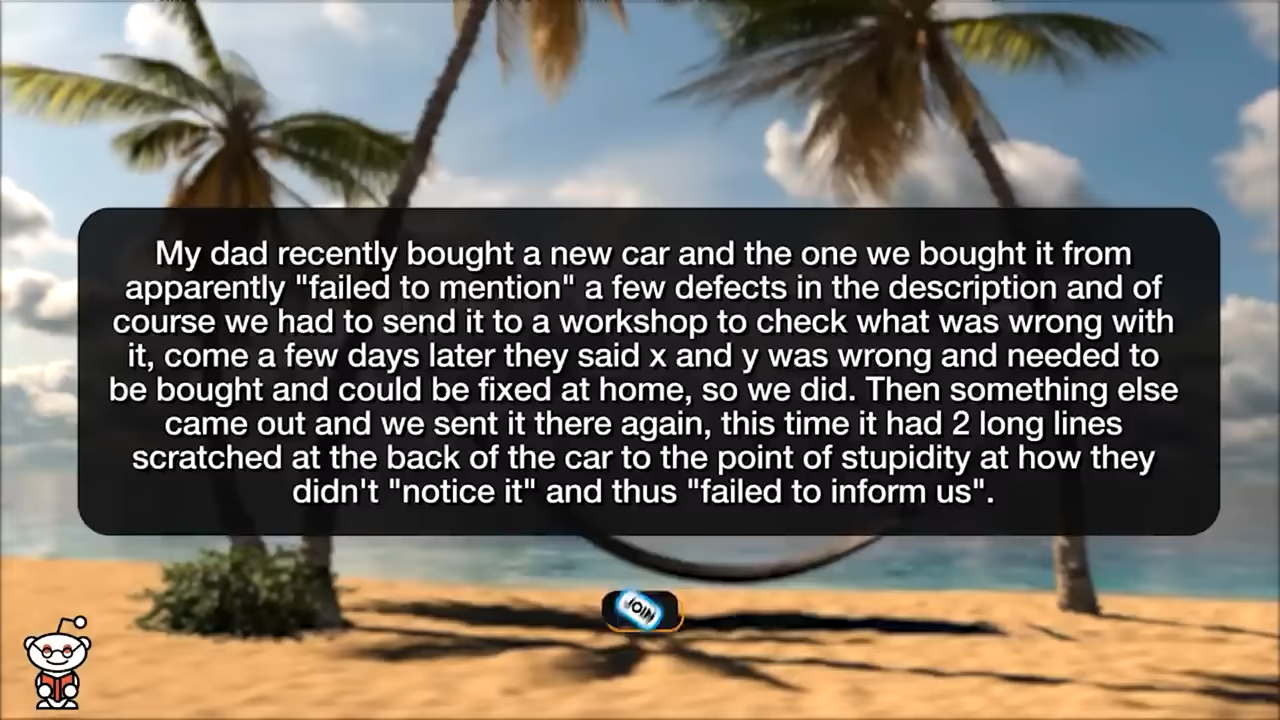 My dad recently bought a new car and the one we bought it from
apparently "failed to mention" a few defects in the description and of
course we had to send it to a workshop to check what was wrong with
it, come a few days later they said x and y was wrong and needed to
be bought and could be fixed at home, so we did. Then something else
came out and we sent it there again, this time it had 2 long lines
scratched at the back of the car to the point of stupidity at how they
didn't "notice it" and thus "failed to inform us".
JOIN